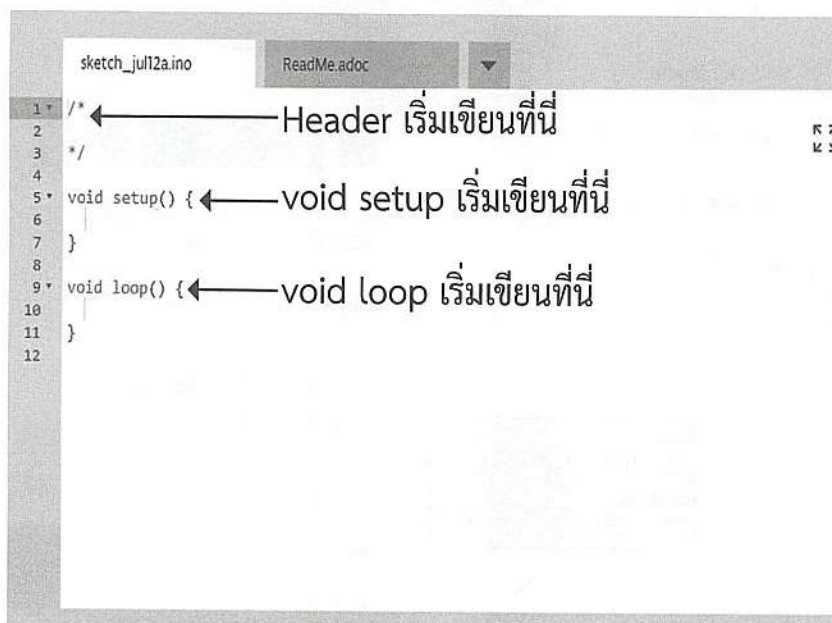 sketch_jul12a.ino ReadMe.adoc
1 /* Header เริ่มเขียนที่นี่
2
3 */
4
5 void setup() { void setup เริ่มเขียนที่นี่
6
7 }
8
9 void loop() { void loop เริ่มเขียนที่นี่
10
11 }
12